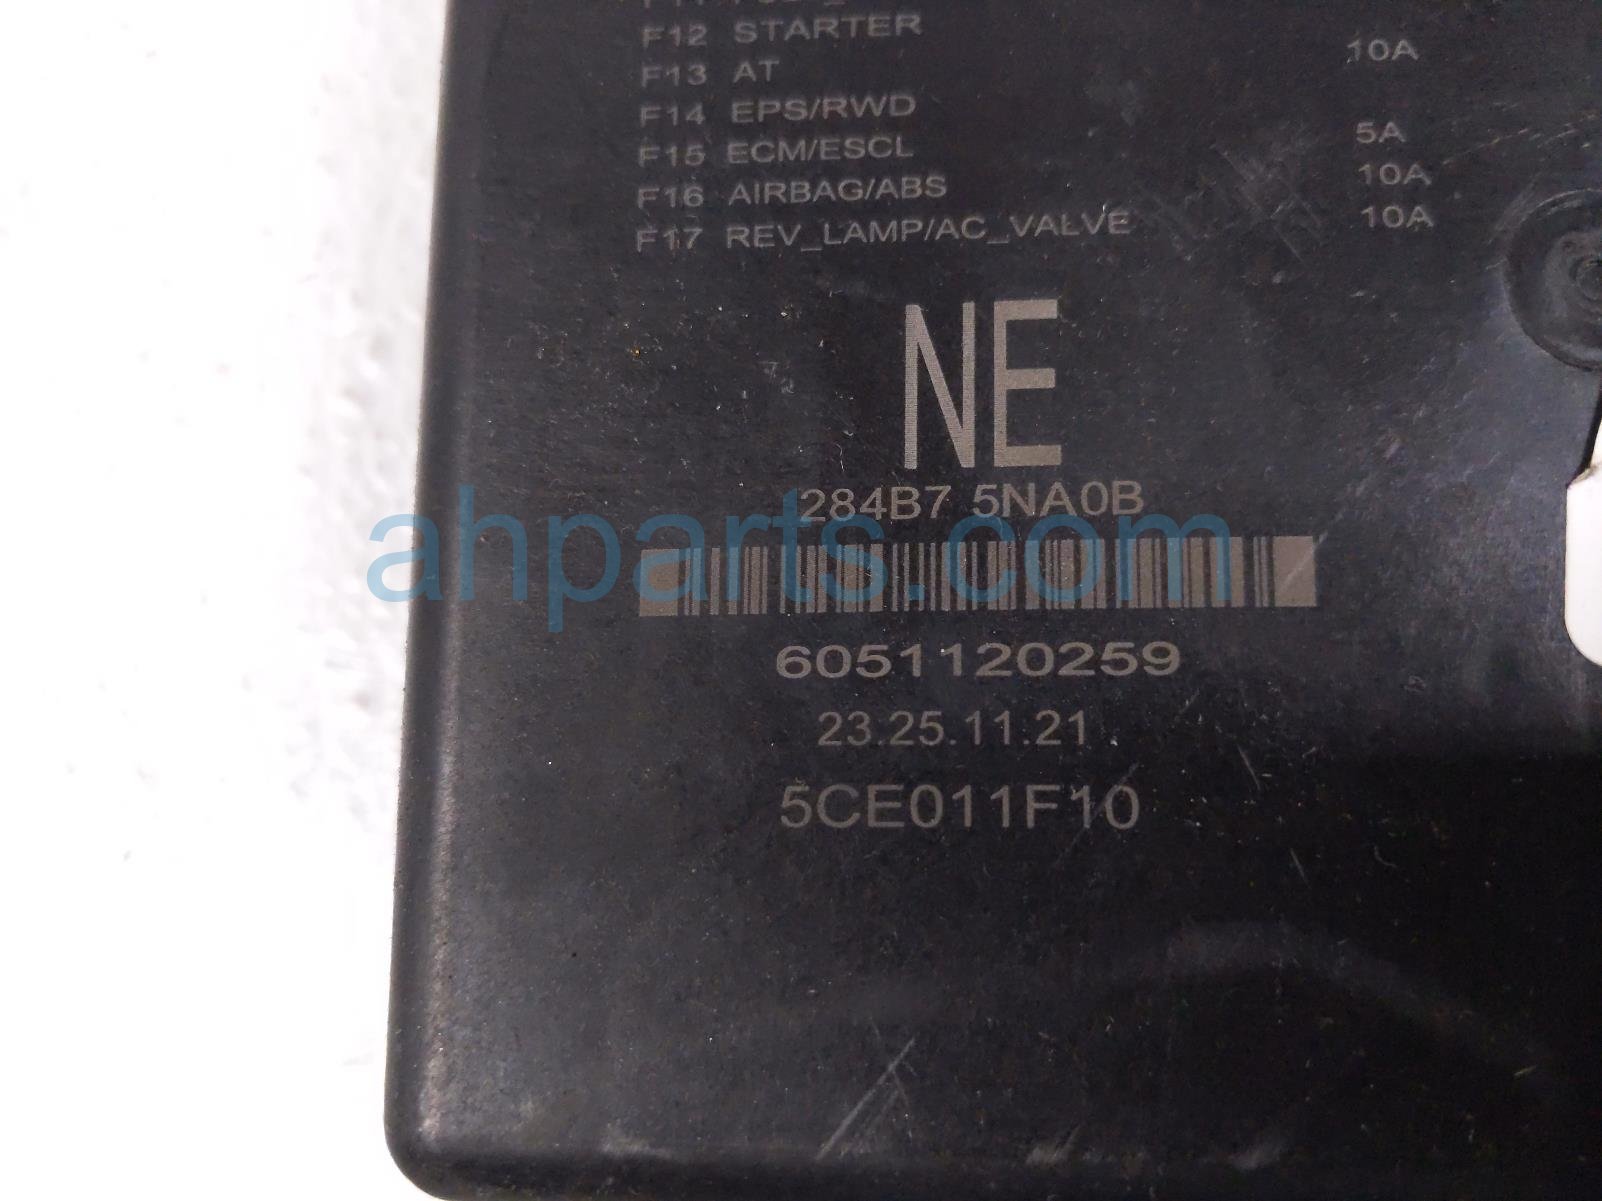 F12 STARTER
F13 AT 10A
F14 EPS/RWD
F15 ECM/ESCL 5A
F16 AIRBAG/ABS 10A
F17 REV_LAMP/AC_VALVE 10A
NE
284B7 5NA0B
ahparts.com
6051120259
23.25.11.21
5CE011F10